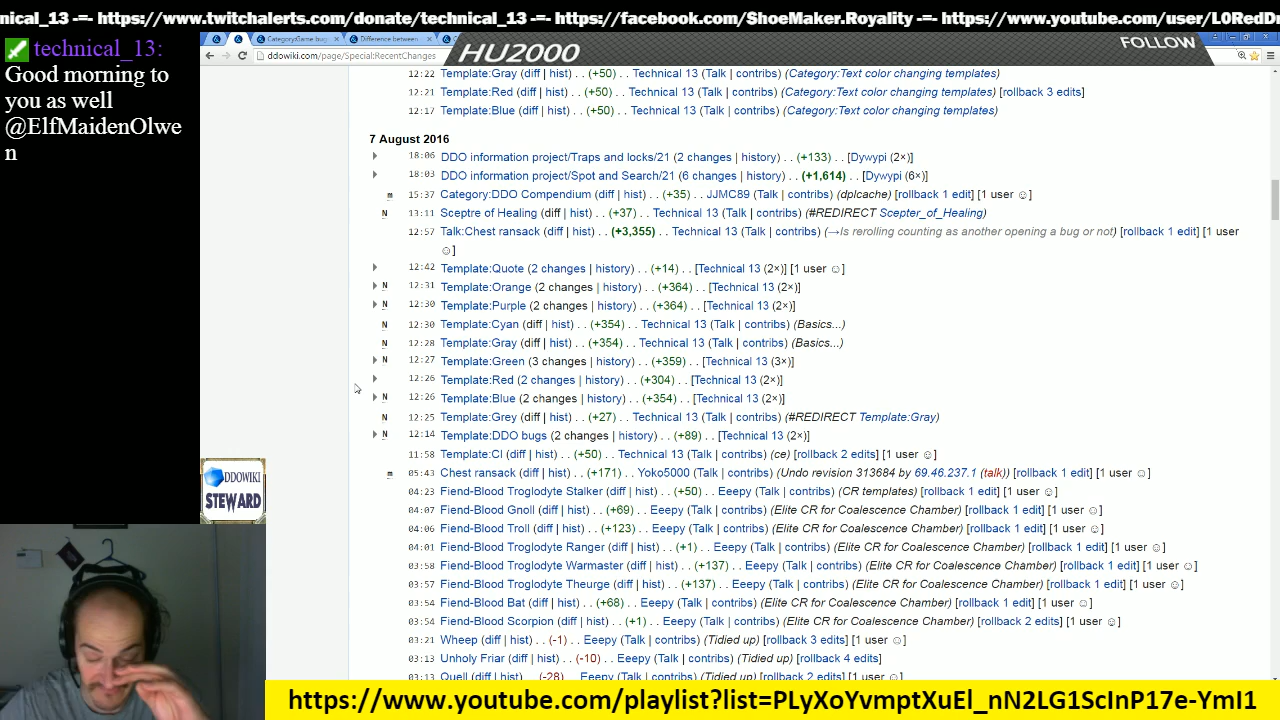 nical_13 -=- https://www.twitchalerts.com/donate/technical_13 -=- https://facebook.com/ShoeMaker.Royality -=- https://www.youtube.com/user/L0RedDr
technical_13:
Good morning to
you as well
@ElfMaidenOlwe
n
Category:Game bug
Difference between
HU2000
FOLLOW
ddowiki.com/page/Special:RecentChanges
12:22 Template:Gray (diff | hist) . . (+50) . . Technical 13 (Talk | contribs) (Category:Text color changing templates)
12:21 Template:Red (diff | hist) . . (+50) . . Technical 13 (Talk | contribs) (Category:Text color changing templates) [rollback 3 edits]
12:17 Template:Blue (diff | hist) . . (+50) . . Technical 13 (Talk | contribs) (Category:Text color changing templates)
7 August 2016
18:06 DDO information project/Traps and locks/21 (2 changes | history) . . (+133) . . [Dywypi (2×)]
18:03 DDO information project/Spot and Search/21 (6 changes | history) . . (+1,614) . . [Dywypi (6×)]
m 15:37 Category:DDO Compendium (diff | hist) . . (+35) . . JJMC89 (Talk | contribs) (dplcache) [rollback 1 edit] [1 user ☺]
N 13:11 Sceptre of Healing (diff | hist) . . (+37) . . Technical 13 (Talk | contribs) (#REDIRECT Scepter_of_Healing)
12:57 Talk:Chest ransack (diff | hist) . . (+3,355) . . Technical 13 (Talk | contribs) (→Is rerolling counting as another opening a bug or not) [rollback 1 edit] [1 user
☺]
12:42 Template:Quote (2 changes | history) . . (+14) . . [Technical 13 (2×)] [1 user ☺]
N 12:31 Template:Orange (2 changes | history) . . (+364) . . [Technical 13 (2×)]
N 12:30 Template:Purple (2 changes | history) . . (+364) . . [Technical 13 (2×)]
N 12:30 Template:Cyan (diff | hist) . . (+354) . . Technical 13 (Talk | contribs) (Basics...)
N 12:28 Template:Gray (diff | hist) . . (+354) . . Technical 13 (Talk | contribs) (Basics...)
N 12:27 Template:Green (3 changes | history) . . (+359) . . [Technical 13 (3×)]
12:26 Template:Red (2 changes | history) . . (+304) . . [Technical 13 (2×)]
N 12:26 Template:Blue (2 changes | history) . . (+354) . . [Technical 13 (2×)]
N 12:25 Template:Grey (diff | hist) . . (+27) . . Technical 13 (Talk | contribs) (#REDIRECT Template:Gray)
N 12:14 Template:DDO bugs (2 changes | history) . . (+89) . . [Technical 13 (2×)]
11:58 Template:Cl (diff | hist) . . (+50) . . Technical 13 (Talk | contribs) (ce) [rollback 2 edits] [1 user ☺]
m 05:43 Chest ransack (diff | hist) . . (+171) . . Yoko5000 (Talk | contribs) (Undo revision 313684 by 69.46.237.1 (talk)) [rollback 1 edit] [1 user ☺]
04:23 Fiend-Blood Troglodyte Stalker (diff | hist) . . (+50) . . Eeepy (Talk | contribs) (CR templates) [rollback 1 edit] [1 user ☺]
04:07 Fiend-Blood Gnoll (diff | hist) . . (+69) . . Eeepy (Talk | contribs) (Elite CR for Coalescence Chamber) [rollback 1 edit] [1 user ☺]
04:06 Fiend-Blood Troll (diff | hist) . . (+123) . . Eeepy (Talk | contribs) (Elite CR for Coalescence Chamber) [rollback 1 edit] [1 user ☺]
04:01 Fiend-Blood Troglodyte Ranger (diff | hist) . . (+1) . . Eeepy (Talk | contribs) (Elite CR for Coalescence Chamber) [rollback 1 edit] [1 user ☺]
03:58 Fiend-Blood Troglodyte Warmaster (diff | hist) . . (+137) . . Eeepy (Talk | contribs) (Elite CR for Coalescence Chamber) [rollback 1 edit] [1 user ☺]
03:57 Fiend-Blood Troglodyte Theurge (diff | hist) . . (+137) . . Eeepy (Talk | contribs) (Elite CR for Coalescence Chamber) [rollback 1 edit] [1 user ☺]
03:54 Fiend-Blood Bat (diff | hist) . . (+68) . . Eeepy (Talk | contribs) (Elite CR for Coalescence Chamber) [rollback 1 edit] [1 user ☺]
03:54 Fiend-Blood Scorpion (diff | hist) . . (+1) . . Eeepy (Talk | contribs) (Elite CR for Coalescence Chamber) [rollback 2 edits] [1 user ☺]
03:21 Wheep (diff | hist) . . (-1) . . Eeepy (Talk | contribs) (Tidied up) [rollback 3 edits] [1 user ☺]
03:13 Unholy Friar (diff | hist) . . (-10) . . Eeepy (Talk | contribs) (Tidied up) [rollback 4 edits]
03:13 Quell (diff | hist) . . (-28) . . Eeepy (Talk | contribs) (Tidied up) [rollback 2 edits] [1 user ☺]
DDOWIKI
STEWARD
https://www.youtube.com/playlist?list=PLyXoYvmptXuEl_nN2LG1ScInP17e-YmI1